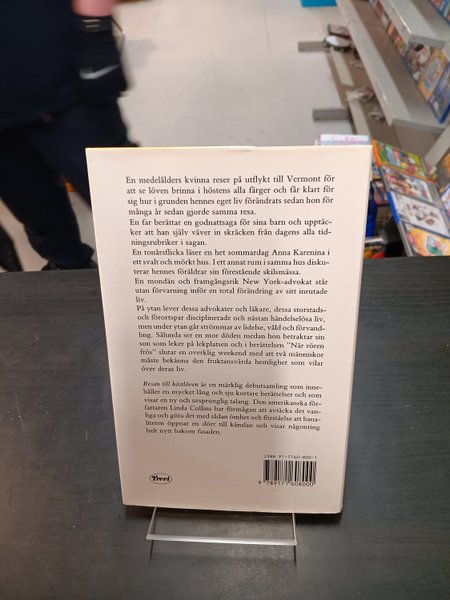 En medelålders kvinna reser på utflykt till Vermont för
att se löven brinna i höstens alla färger och får klart för
sig hur i grunden hennes eget liv förändrats sedan hon för
många år sedan gjorde samma resa.
En far berättar en godnattsaga för sina barn och upptäc-
ker att han själv väver in skräcken från dagens alla tid-
ningsrubriker i sagan.
En tonårsflicka läser en het sommardag Anna Karenina i
ett svalt och mörkt hus. I ett annat rum i samma hus disku-
terar hennes föräldrar sin förestående skilsmässa.
En mondän och framgångsrik New York-advokat står
utan förvarning inför en total förändring av sitt inrutade
liv.
På ytan lever dessa advokater och läkare, dessa storstads-
och förortspar disciplinerade och nästan händelselösa liv,
men under ytan går strömmar av lidelse, våld och förvand-
ling. Sålunda ser en mor döden medan hon betraktar sin
son som leker på lekplatsen och i berättelsen "När rören
frös" slutar en overklig weekend med att två människor
måste bekänna den fruktansvärda hemlighet som vilar
över deras liv.
Resan till höstlöven är en märklig debutsamling som inne-
håller en mycket lång och sju kortare berättelser och som
visar en ny och ursprunglig talang. Den amerikanska för-
fattaren Linda Collins har förmågan att avtäcka det van-
liga och göra det med sådan ömhet och förståelse att bana-
liteten öppnar en dörr till känslan och visar någonting
helt nytt bakom fasaden.
Trevi
ISBN 91-7160-800-1
9 789171 608000